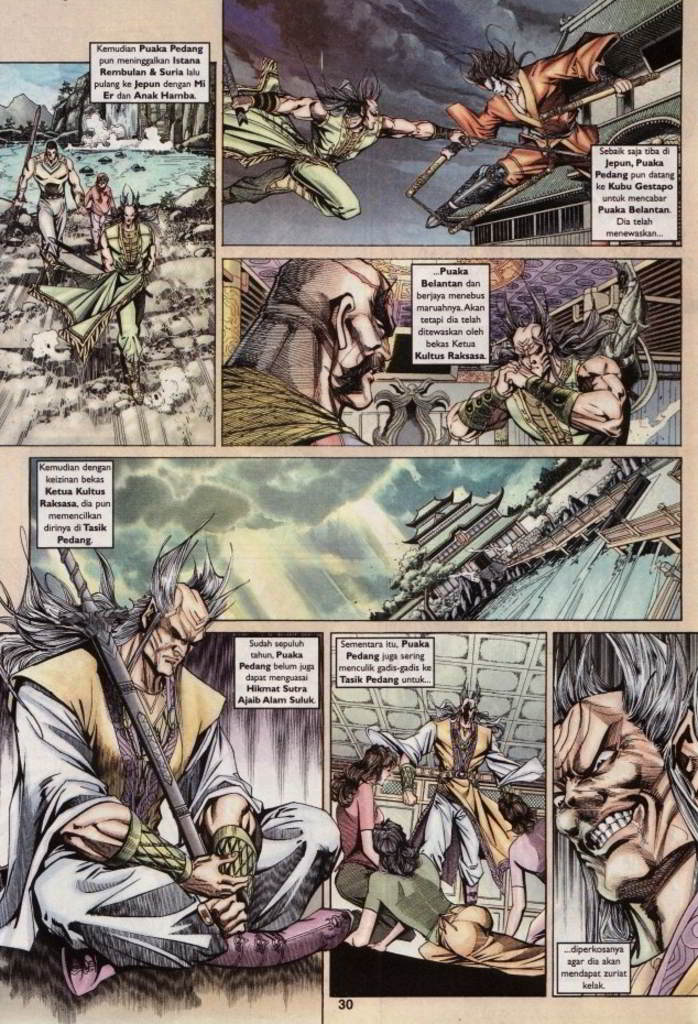 Kemudian Puaka Pedang
pun meninggalkan Istana
Rembulan & Suria lalu
pulang ke Jepun dengan Mi
Er dan Anak Hamba.
Sebaik saja tiba di
Jepun, Puaka
Pedang pun datang
ke Kubu Gestapo
untuk mencabar
Puaka Belantan.
Dia telah
menewaskan...
...Puaka
Belantan dan
berjaya menebus
maruahnya. Akan
tetapi dia telah
ditewaskan oleh
bekas Ketua
Kultus Raksasa.
Kemudian dengan
keizinan bekas
Ketua Kultus
Raksasa, dia pun
memencilkan
dirinya di Tasik
Pedang.
Sudah sepuluh
tahun, Puaka
Pedang belum juga
dapat menguasai
Hikmat Sutra
Ajaib Alam Suluk.
Sementara itu, Puaka
Pedang juga sering
menculik gadis-gadis ke
Tasik Pedang untuk...
...diperkosanya
agar dia akan
mendapat zuriat
kelak.
30